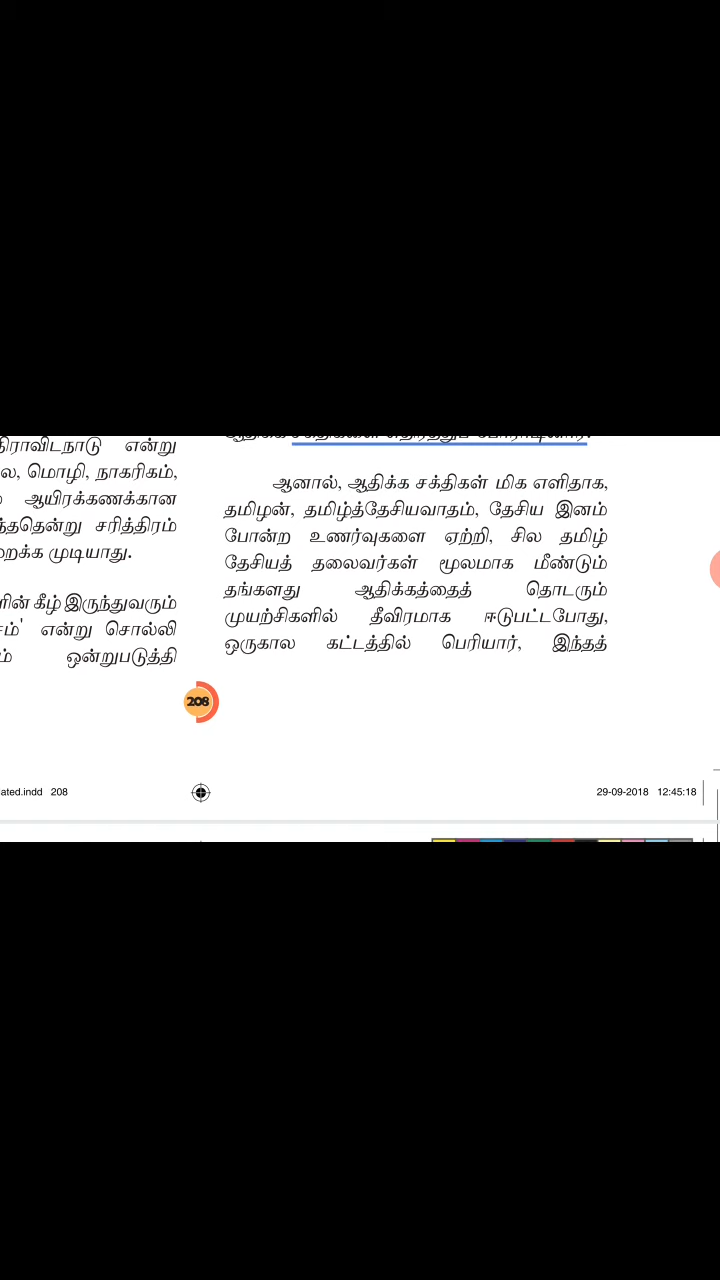 திராவிடநாடு என்று
மொழி, நாகரிகம்,
ஆயிரக்கணக்கான
சரித்திரம்
முடியாது.
கீழ் இருந்துவரும்
என்று சொல்லி
ஒன்றுபடுத்தி
சக்திகளை எதிர்த்துப் போராடினார்.
ஆனால், ஆதிக்க சக்திகள் மிக எளிதாக,
தமிழன், தமிழ்த்தேசியவாதம், தேசிய இனம்
போன்ற உணர்வுகளை ஏற்றி, சில தமிழ்
தேசியத் தலைவர்கள் மூலமாக மீண்டும்
தங்களது ஆதிக்கத்தைத் தொடரும்
முயற்சிகளில் தீவிரமாக ஈடுபட்டபோது,
ஒருகால கட்டத்தில் பெரியார், இந்தத்
208
ated.indd 208
29-09-2018 12:45:18